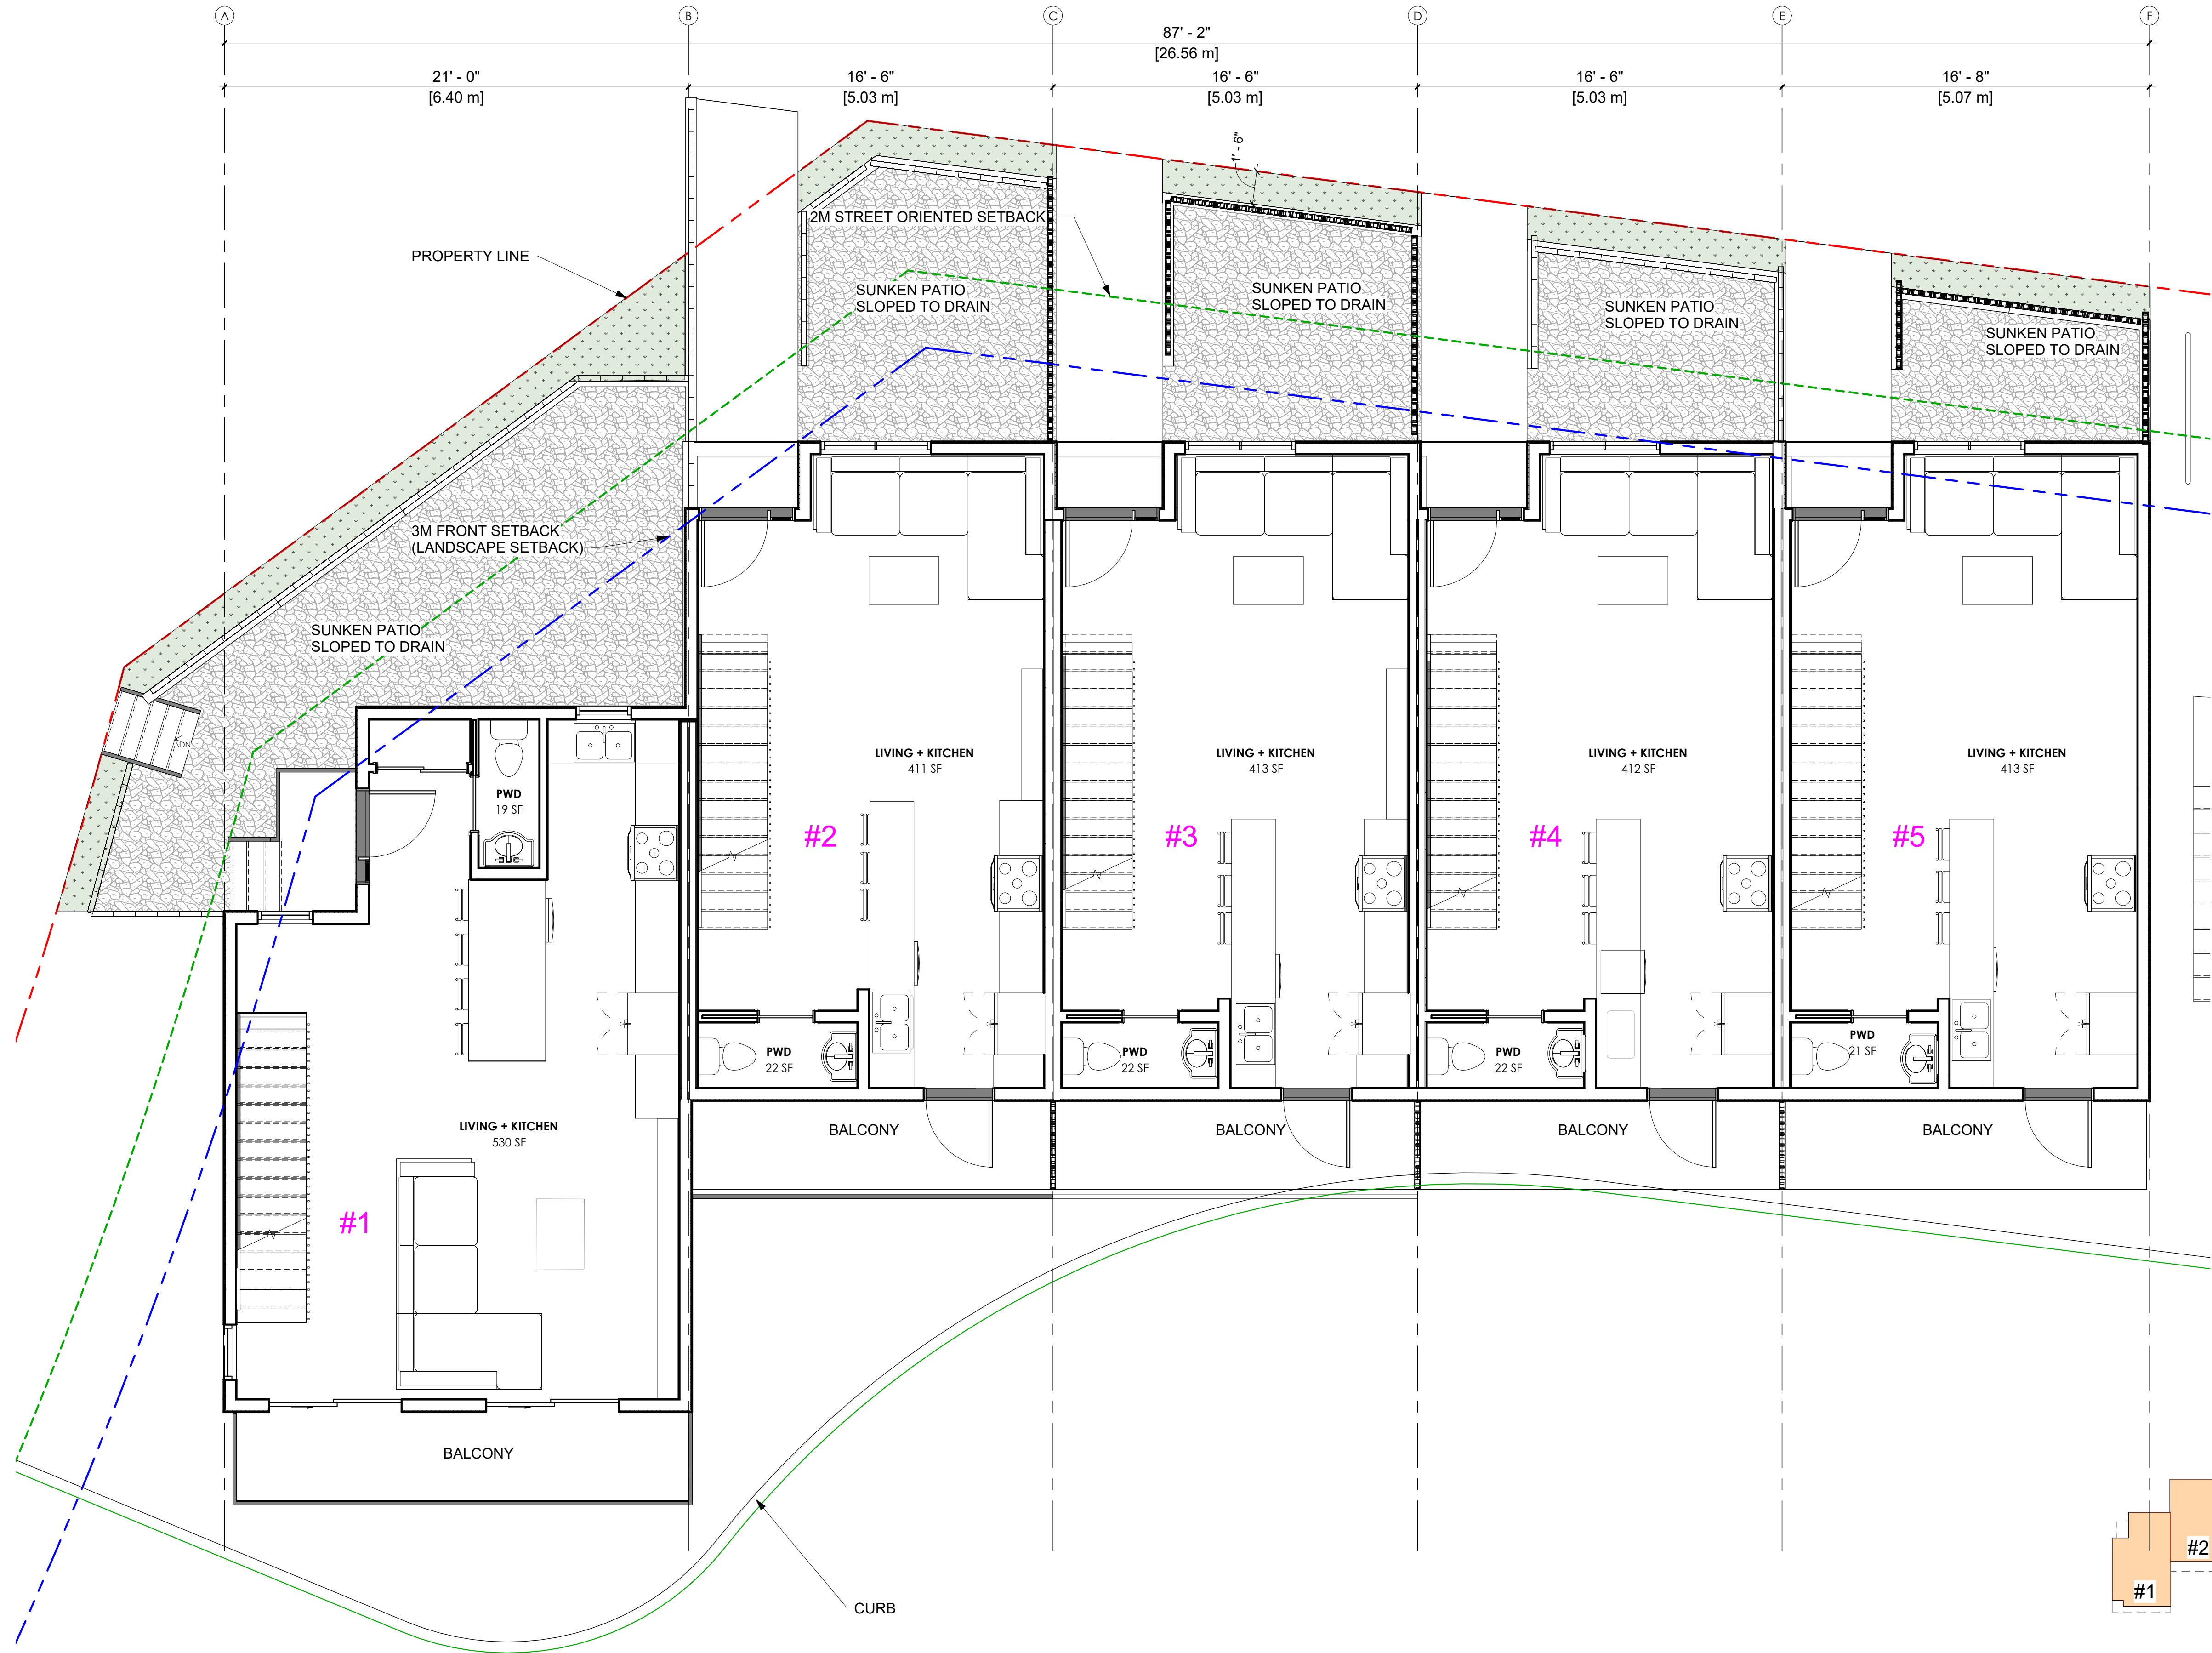 A
B
C
D
E
F
87' - 2"
[26.56 m]
21' - 0"
16' - 6"
16' - 6"
16' - 6"
16' - 8"
[6.40 m]
[5.03 m]
[5.03 m]
[5.03 m]
[5.07 m]
1' - 6"
2M STREET ORIENTED SETBACK
PROPERTY LINE
SUNKEN PATIO
SLOPED TO DRAIN
SUNKEN PATIO
SLOPED TO DRAIN
SUNKEN PATIO
SLOPED TO DRAIN
SUNKEN PATIO
SLOPED TO DRAIN
3M FRONT SETBACK
(LANDSCAPE SETBACK)
SUNKEN PATIO
SLOPED TO DRAIN
DN
PWD
19 SF
LIVING + KITCHEN
411 SF
LIVING + KITCHEN
413 SF
LIVING + KITCHEN
412 SF
LIVING + KITCHEN
413 SF
#2
#3
#4
#5
PWD
22 SF
PWD
22 SF
PWD
22 SF
PWD
21 SF
LIVING + KITCHEN
530 SF
BALCONY
BALCONY
BALCONY
BALCONY
#1
BALCONY
CURB
#2
#1